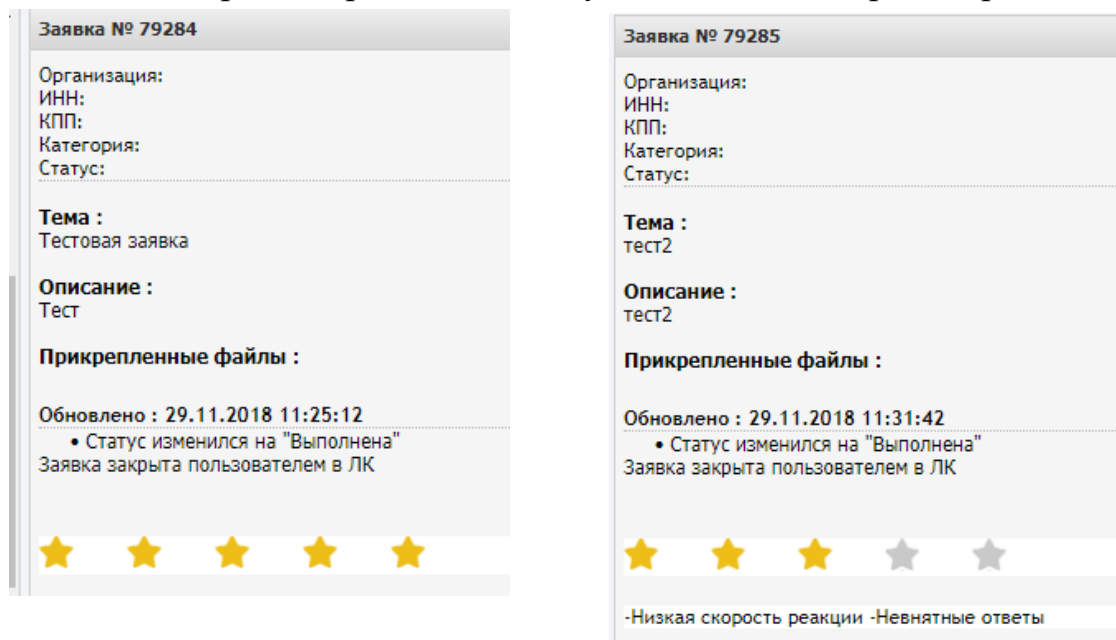 Заявка № 79284
Организация:
ИНН:
КПП:
Категория:
Статус:
Тема :
Тестовая заявка
Описание :
Тест
Прикрепленные файлы :
Обновлено : 29.11.2018 11:25:12
• Статус изменился на "Выполнена"
Заявка закрыта пользователем в ЛК
Заявка № 79285
Организация:
ИНН:
КПП:
Категория:
Статус:
Тема :
тест2
Описание :
тест2
Прикрепленные файлы :
Обновлено : 29.11.2018 11:31:42
• Статус изменился на "Выполнена"
Заявка закрыта пользователем в ЛК
-Низкая скорость реакции -Невнятные ответы